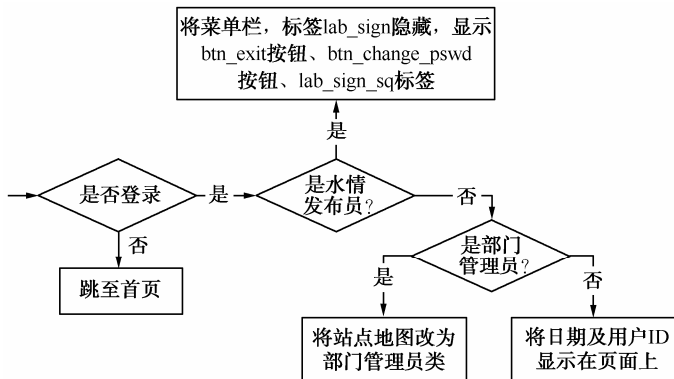 将菜单栏，标签lab_sign隐藏，显示
btn_exit按钮、btn_change_pswd
按钮、lab_sign_sq标签
是
是否登录
是
是水情
发布员?
否
否
是部门
管理员?
跳至首页
是
否
将站点地图改为
部门管理员类
将日期及用户ID
显示在页面上